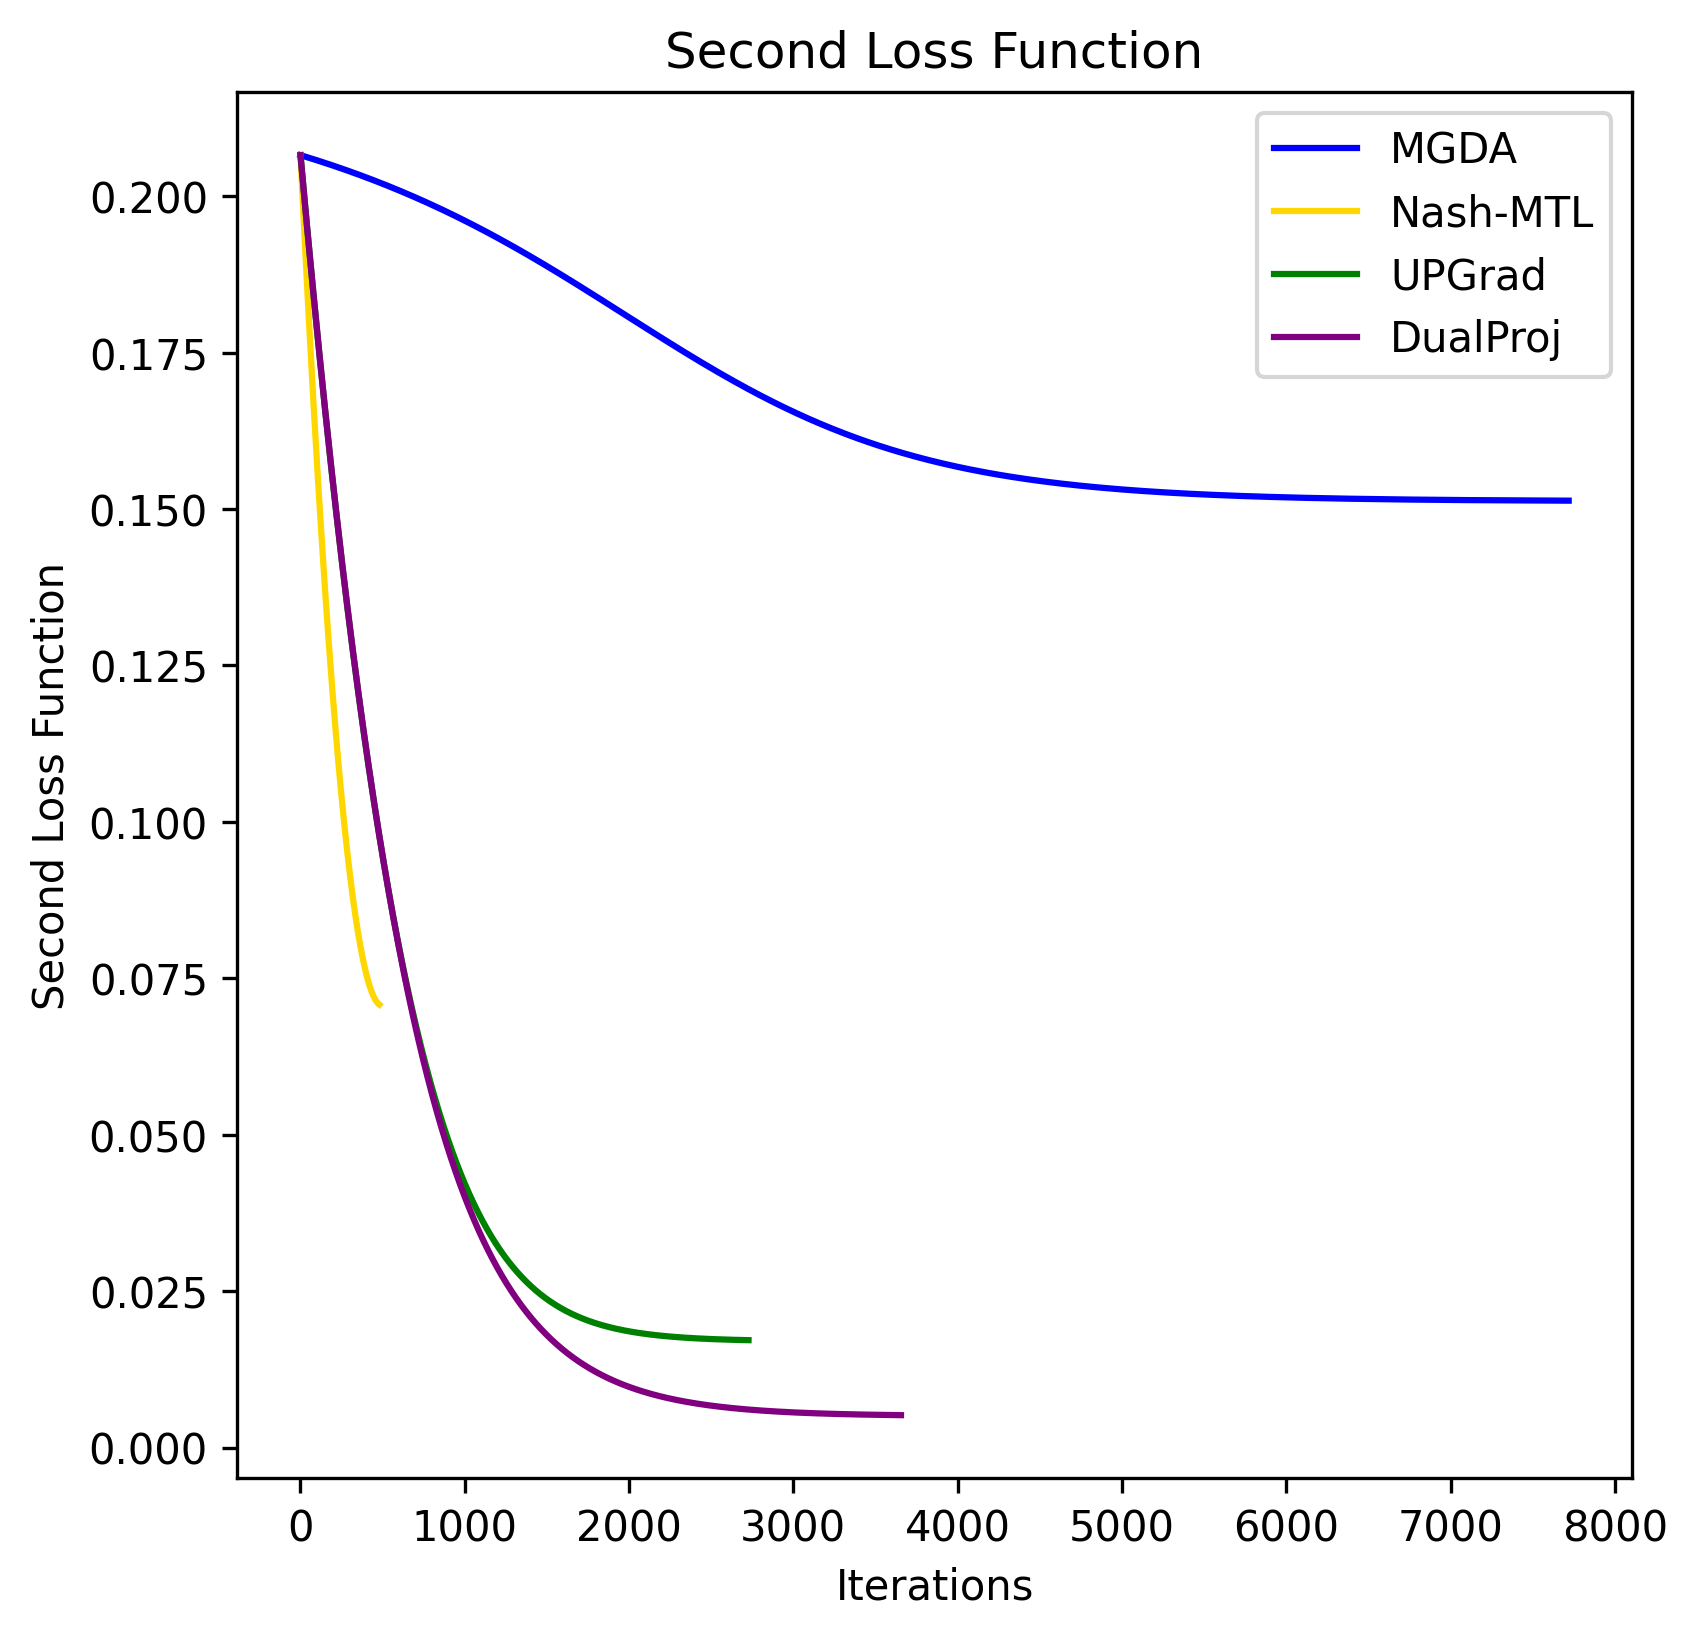 Second Loss Function
MGDA
Nash-MTL
UPGrad
DualProj
Second Loss Function
0.200
0.175
0.150
0.125
0.100
0.075
0.050
0.025
0.000
0 1000 2000 3000 4000 5000 6000 7000 8000
Iterations